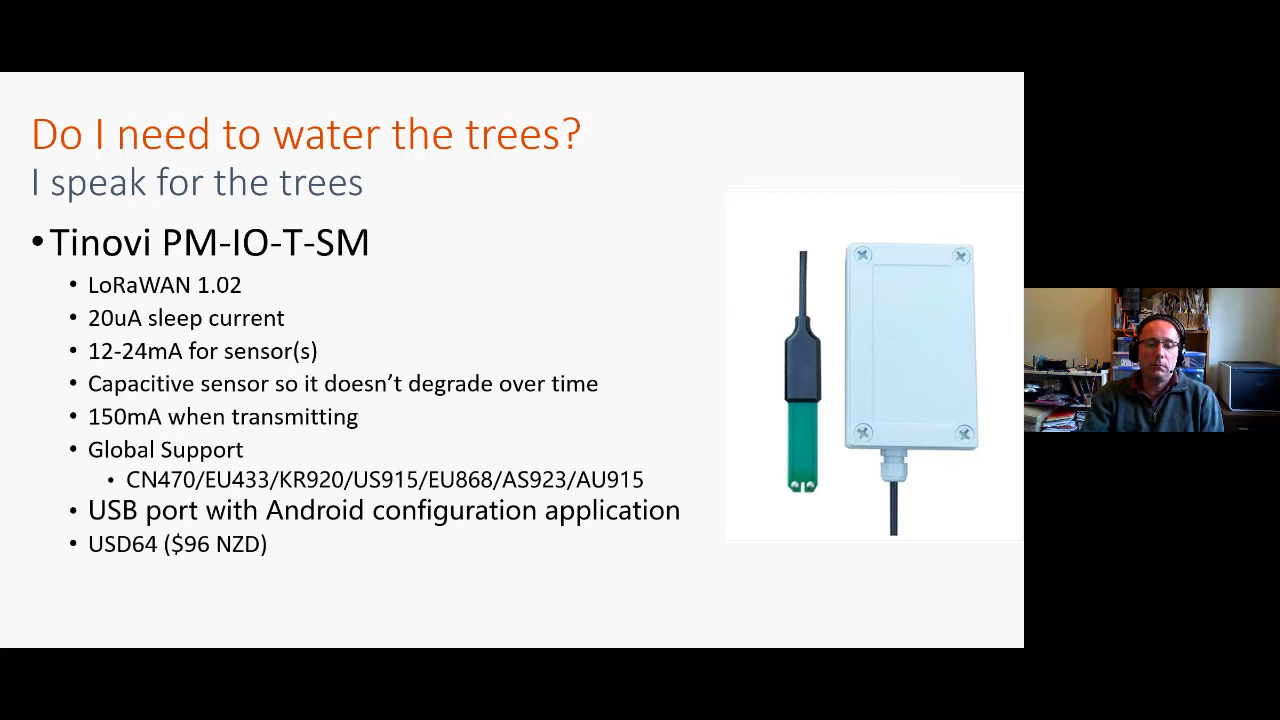 Do I need to water the trees?
I speak for the trees
• Tinovi PM-IO-T-SM
• LoRaWAN 1.02
• 20uA sleep current
• 12-24mA for sensor(s)
• Capacitive sensor so it doesn’t degrade over time
• 150mA when transmitting
• Global Support
• CN470/EU433/KR920/US915/EU868/AS923/AU915
• USB port with Android configuration application
• USD64 ($96 NZD)